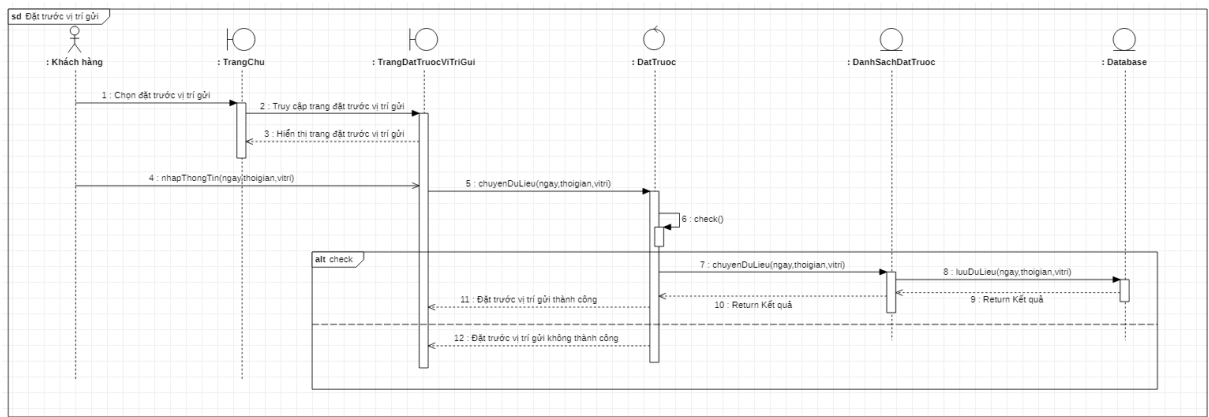 sd Đặt trước vị trí gửi
: Khách hàng
: TrangChu
: TrangDatTruocViTriGui
: DatTruoc
: DanhSachDatTruoc
: Database
1 : Chọn đặt trước vị trí gửi
2 : Truy cập trang đặt trước vị trí gửi
3 : Hiển thị trang đặt trước vị trí gửi
4 : nhapThongTin(ngay,thoigian,vitri)
5 : chuyenDuLieu(ngay,thoigian,vitri)
6 : check()
alt check
7 : chuyenDuLieu(ngay,thoigian,vitri)
8 : luuDuLieu(ngay,thoigian,vitri)
9 : Return Kết quả
10 : Return Kết quả
11 : Đặt trước vị trí gửi thành công
12 : Đặt trước vị trí gửi không thành công